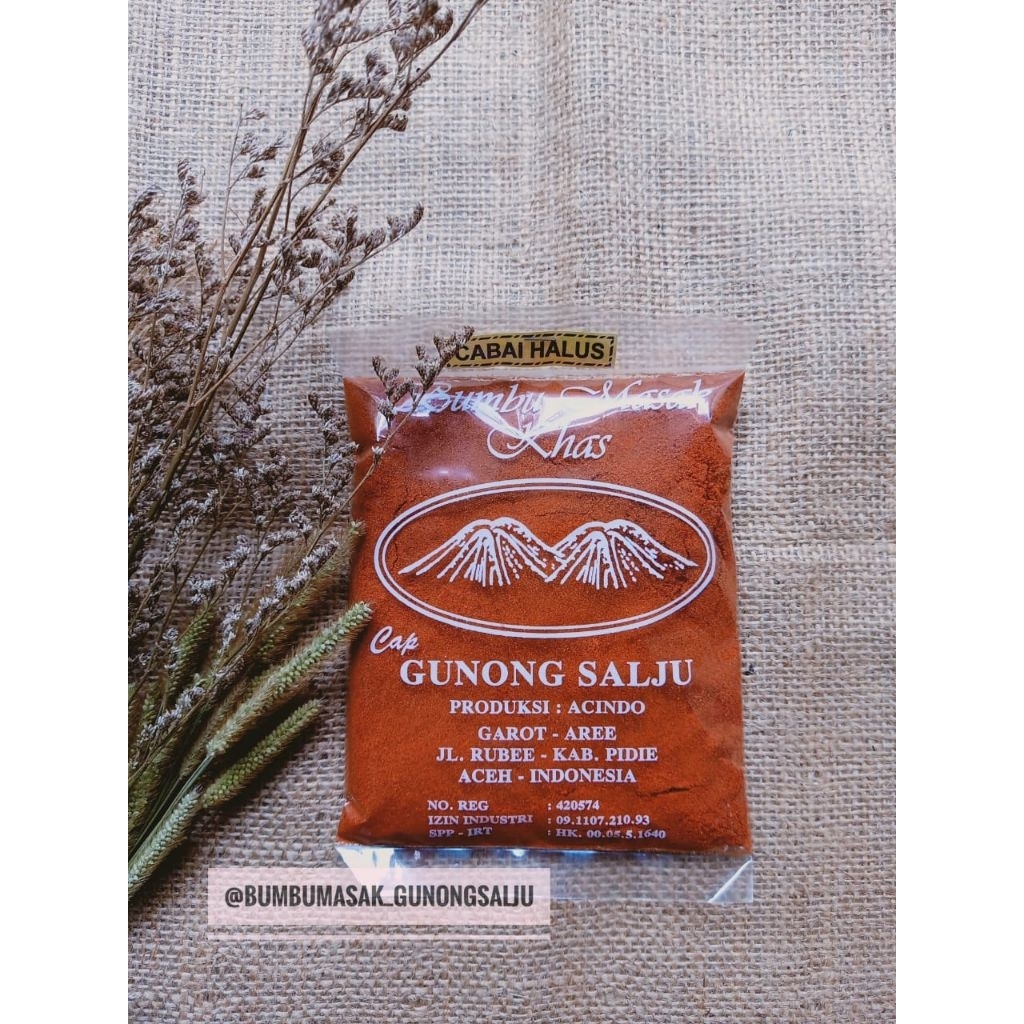 CABAI HALUS
Bumbu Masak
Khas
Cap
GUNONG SALJU
PRODUKSI : ACINDO
GAROT - AREE
JL. RUBEE - KAB. PIDIE
ACEH - INDONESIA
NO. REG : 420574
IZIN INDUSTRI : 09.1107.210.93
SPP - IRT : HK. 00.05.5.1640
@BUMBUMASAK_GUNONGSALJU